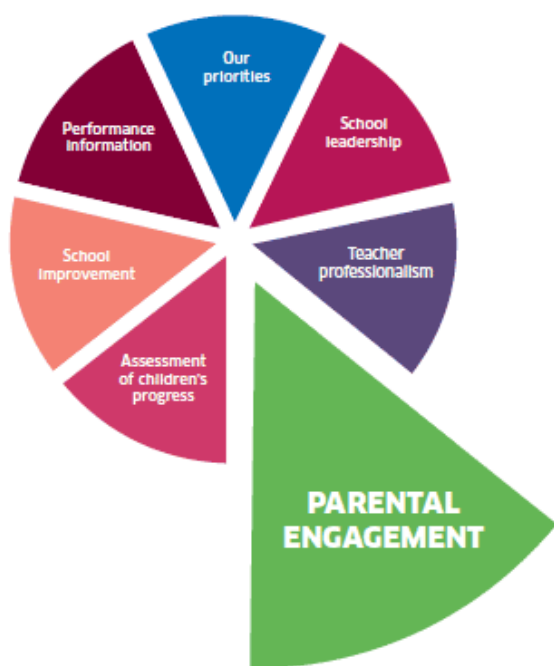 Our
priorities
School
leadership
Teacher
professionalism
PARENTAL
ENGAGEMENT
Assessment
of children's
progress
School
improvement
Performance
information